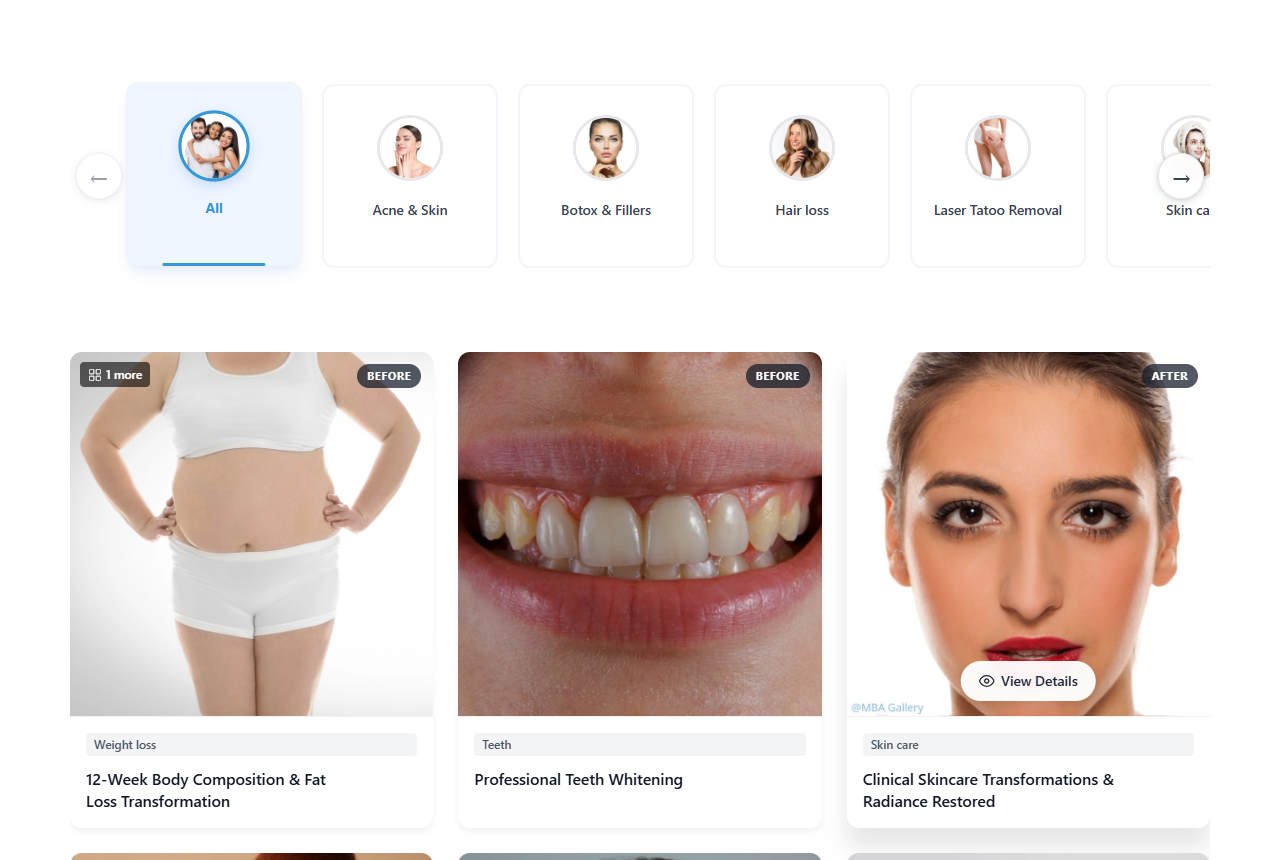 ←
All
Acne & Skin
Botox & Fillers
Hair loss
Laser Tatoo Removal
Skin ca
→
1 more
BEFORE
BEFORE
AFTER
View Details
@MBA Gallery
Weight loss
Teeth
Skin care
12-Week Body Composition & Fat
Loss Transformation
Professional Teeth Whitening
Clinical Skincare Transformations &
Radiance Restored